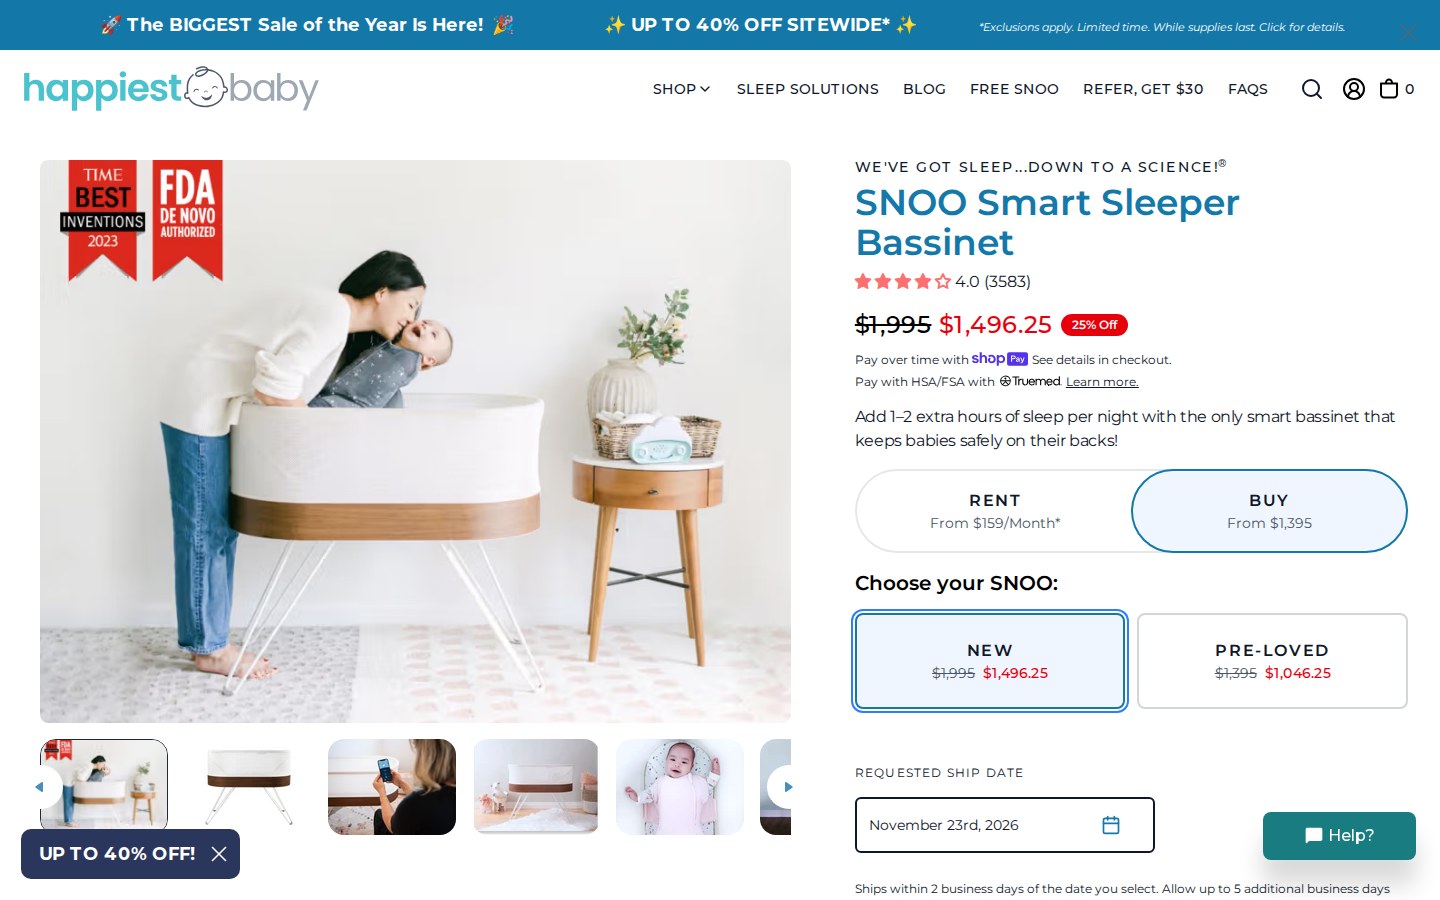 🚀 The BIGGEST Sale of the Year Is Here! 🎉
✨ UP TO 40% OFF SITEWIDE* ✨
*Exclusions apply. Limited time. While supplies last. Click for details.
happiest baby
SHOP
SLEEP SOLUTIONS
BLOG
FREE SNOO
REFER, GET $30
FAQS
0
TIME
BEST
INVENTIONS
2023
FDA
DE NOVO
AUTHORIZED
UP TO 40% OFF!
WE'VE GOT SLEEP...DOWN TO A SCIENCE!®
SNOO Smart Sleeper
Bassinet
4.0 (3583)
$1,995 $1,496.25 25% Off
Pay over time with shop Pay See details in checkout.
Pay with HSA/FSA with Truemed. Learn more.
Add 1–2 extra hours of sleep per night with the only smart bassinet that
keeps babies safely on their backs!
RENT
From $159/Month*
BUY
From $1,395
Choose your SNOO:
NEW
$1,995 $1,496.25
PRE-LOVED
$1,395 $1,046.25
REQUESTED SHIP DATE
November 23rd, 2026
Help?
Ships within 2 business days of the date you select. Allow up to 5 additional business days